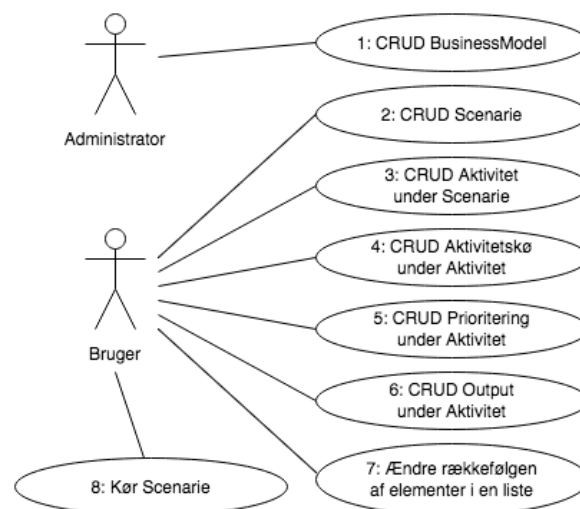 1: CRUD BusinessModel
Administrator
2: CRUD Scenarie
3: CRUD Aktivitet
under Scenarie
4: CRUD Aktivitetskø
under Aktivitet
5: CRUD Prioritering
under Aktivitet
Bruger
6: CRUD Output
under Aktivitet
7: Ændre rækkefølgen
af elementer i en liste
8: Kør Scenarie